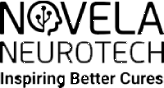 NOVELA
NEUROTECH
Inspiring Better Cures